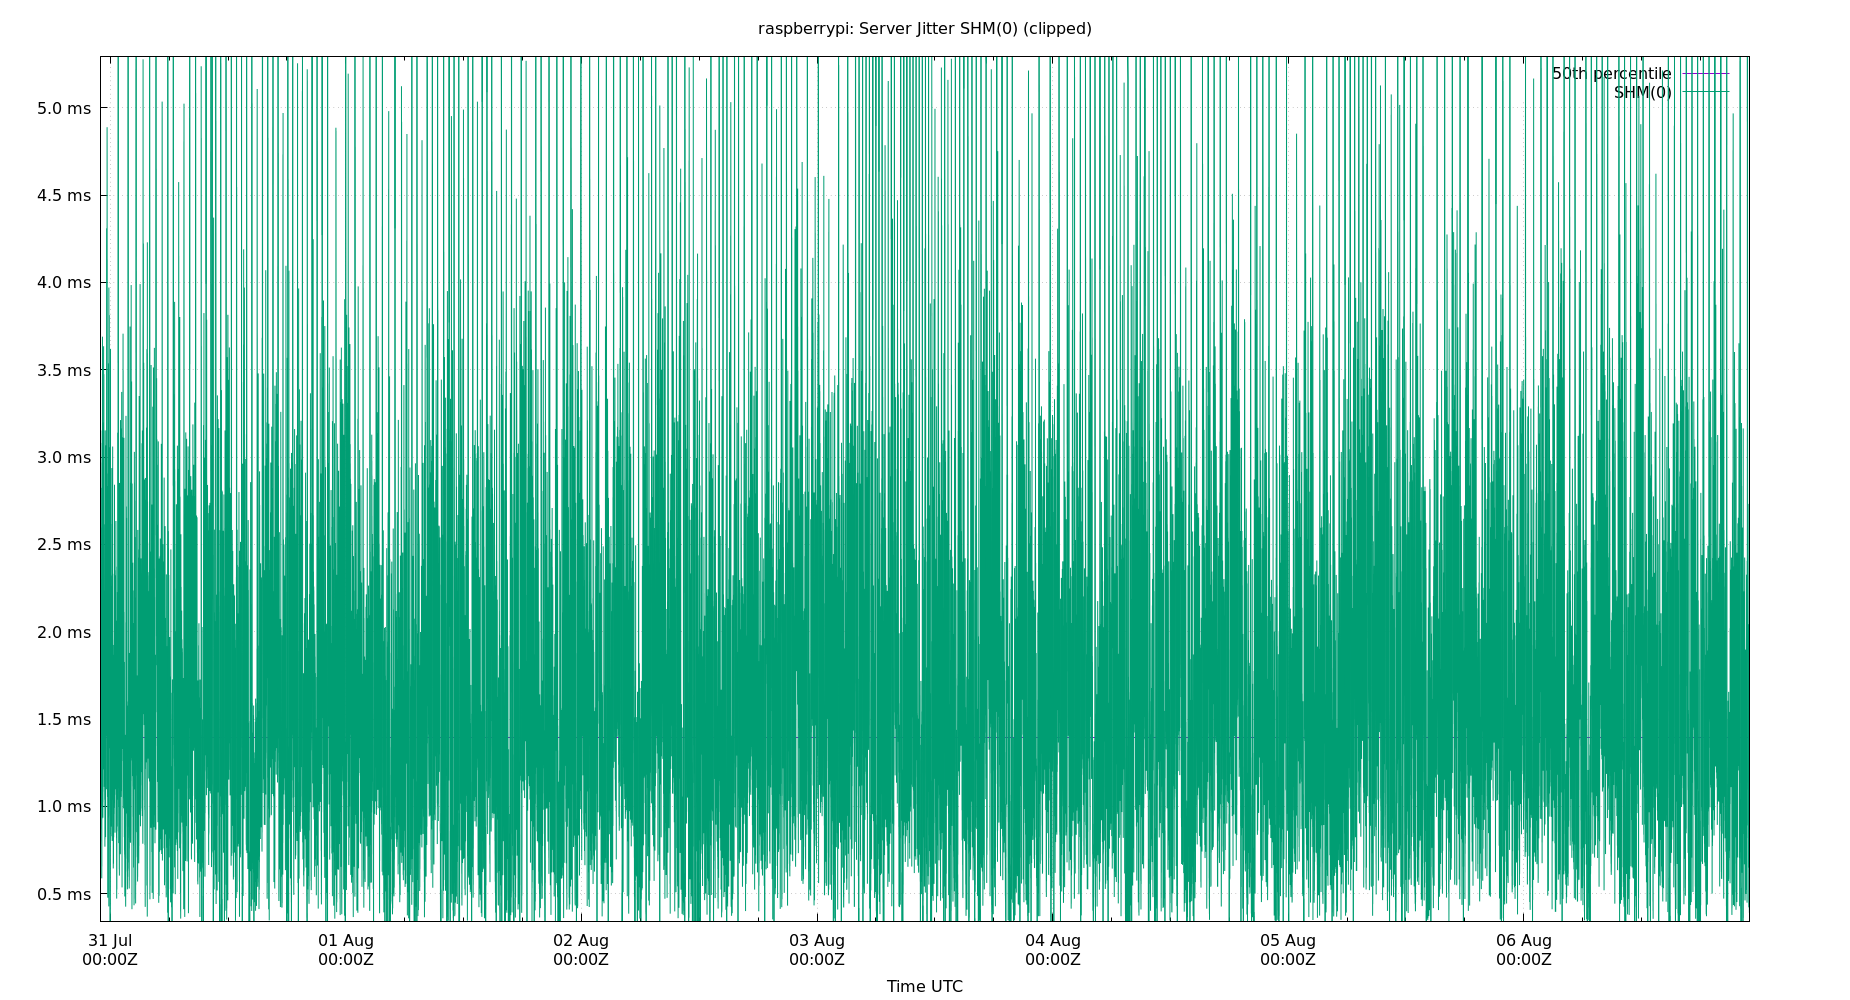 raspberrypi: Server Jitter SHM(0) (clipped)
50th percentile
SHM(0)
5.0 ms
4.5 ms
4.0 ms
3.5 ms
3.0 ms
2.5 ms
2.0 ms
1.5 ms
1.0 ms
0.5 ms
31 Jul 01 Aug 02 Aug 03 Aug 04 Aug 05 Aug 06 Aug
00:00Z 00:00Z 00:00Z 00:00Z 00:00Z 00:00Z 00:00Z
Time UTC